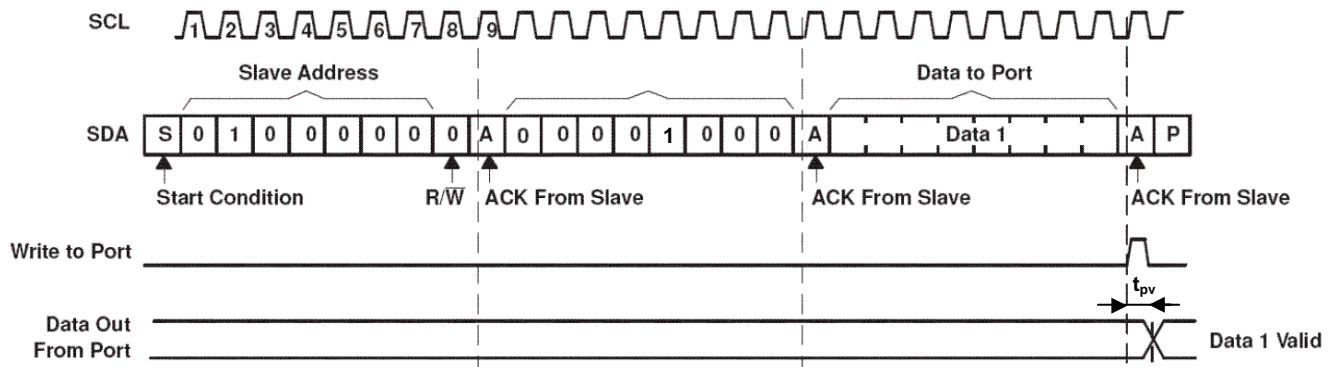 SCL 1 2 3 4 5 6 7 8 9
Slave Address Data to Port
SDA S 0 1 0 0 0 0 0 0 A 0 0 0 0 1 0 0 0 A Data 1 A P
Start Condition R/W̅ ACK From Slave ACK From Slave ACK From Slave
Write to Port
tpv
Data Out
From Port
Data 1 Valid